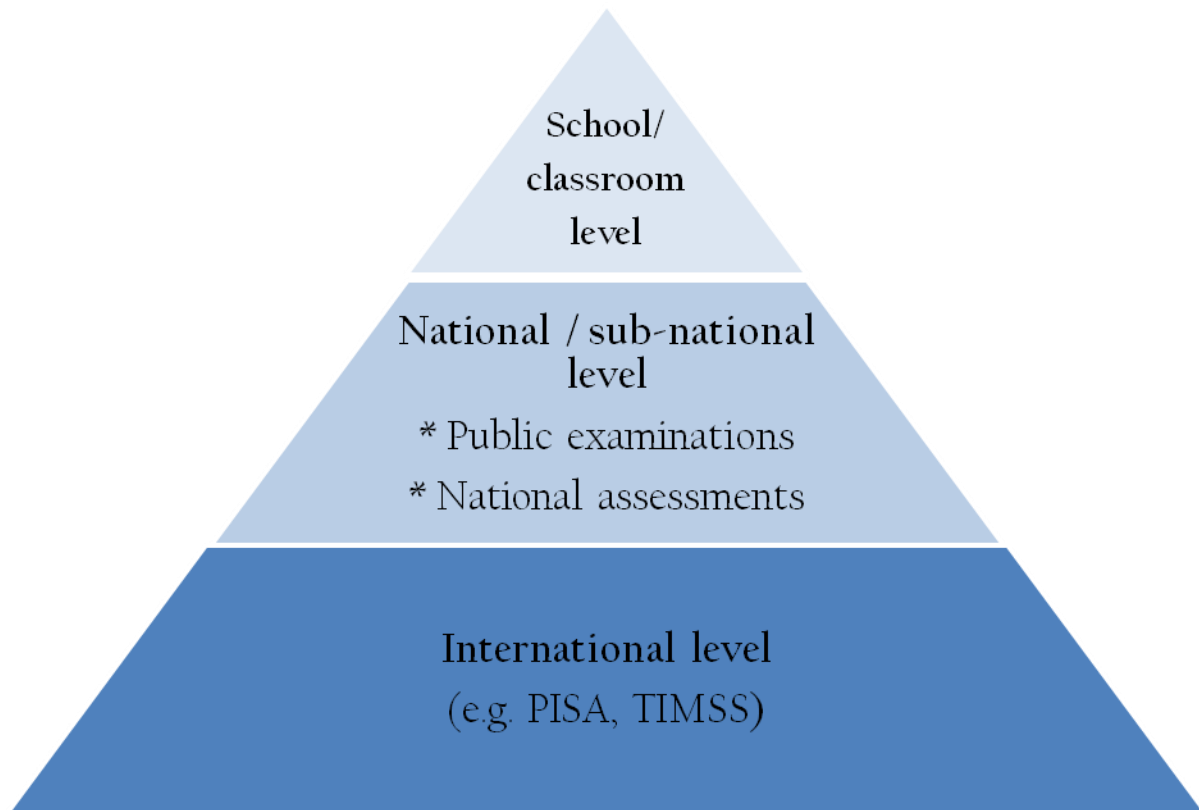 School/
classroom
level
National / sub-national
level
* Public examinations
* National assessments
International level
(e.g. PISA, TIMSS)